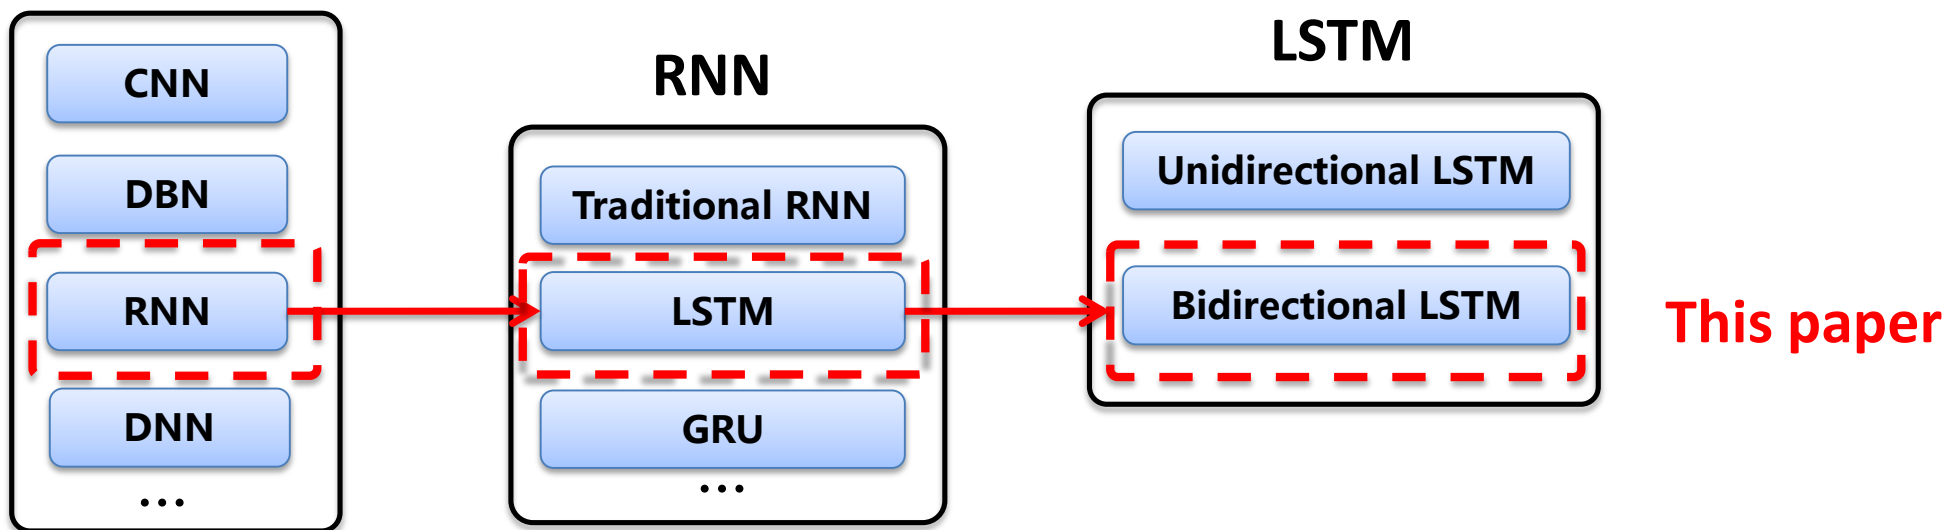 CNN
DBN
RNN
DNN
...
RNN
Traditional RNN
LSTM
GRU
...
LSTM
Unidirectional LSTM
Bidirectional LSTM
This paper